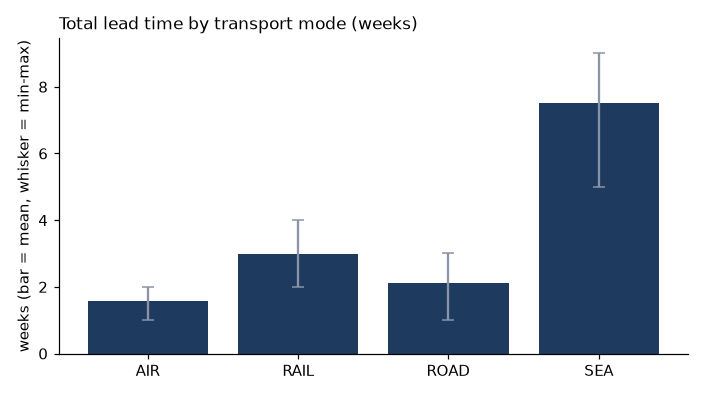 Total lead time by transport mode (weeks)
weeks (bar = mean, whisker = min-max)
8
6
4
2
0
AIR
RAIL
ROAD
SEA